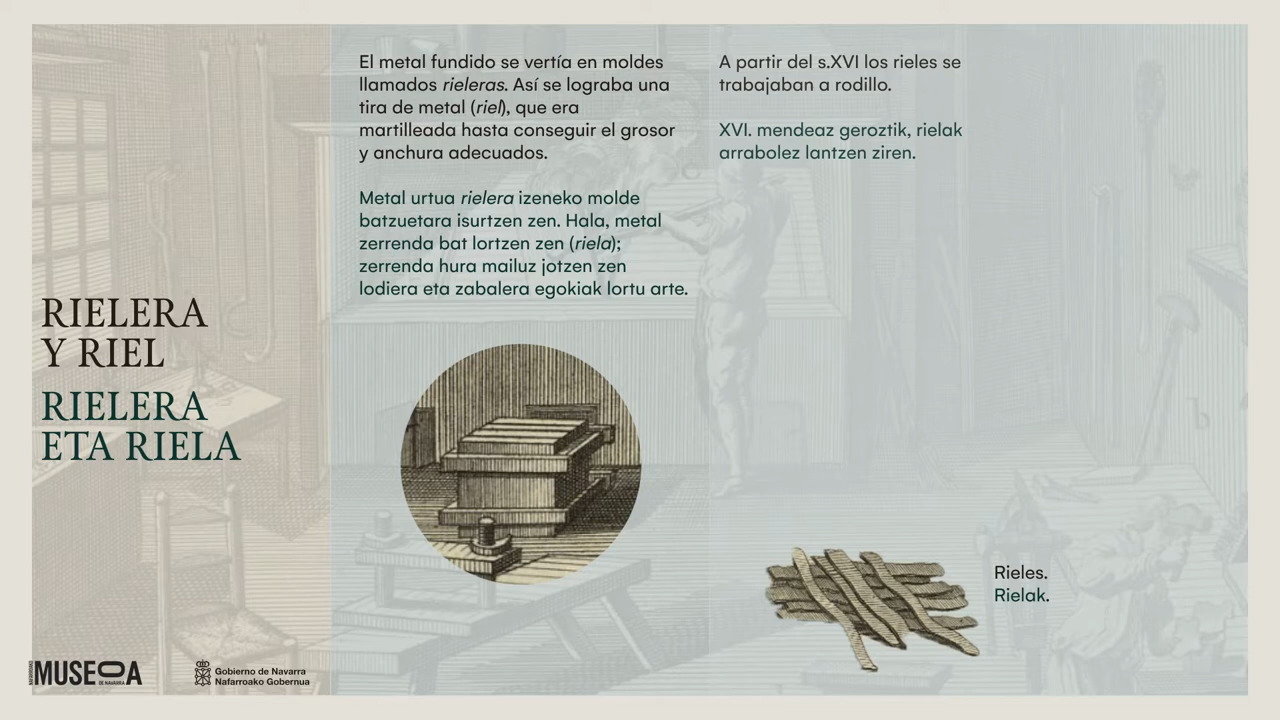 RIELERA
Y RIEL
RIELERA
ETA RIELA
El metal fundido se vertía en moldes
llamados rieleras. Así se lograba una
tira de metal (riel), que era
martilleada hasta conseguir el grosor
y anchura adecuados.
Metal urtua rielera izeneko molde
batzuetara isurtzen zen. Hala, metal
zerrenda bat lortzen zen (riela);
zerrenda hura mailuz jotzen zen
lodiera eta zabalera egokiak lortu arte.
A partir del s.XVI los rieles se
trabajaban a rodillo.
XVI. mendeaz geroztik, rielak
arrabolez lantzen ziren.
Rieles.
Rielak.
MUSEOA
DE NAVARRA
Gobierno de Navarra
Nafarroako Gobernua